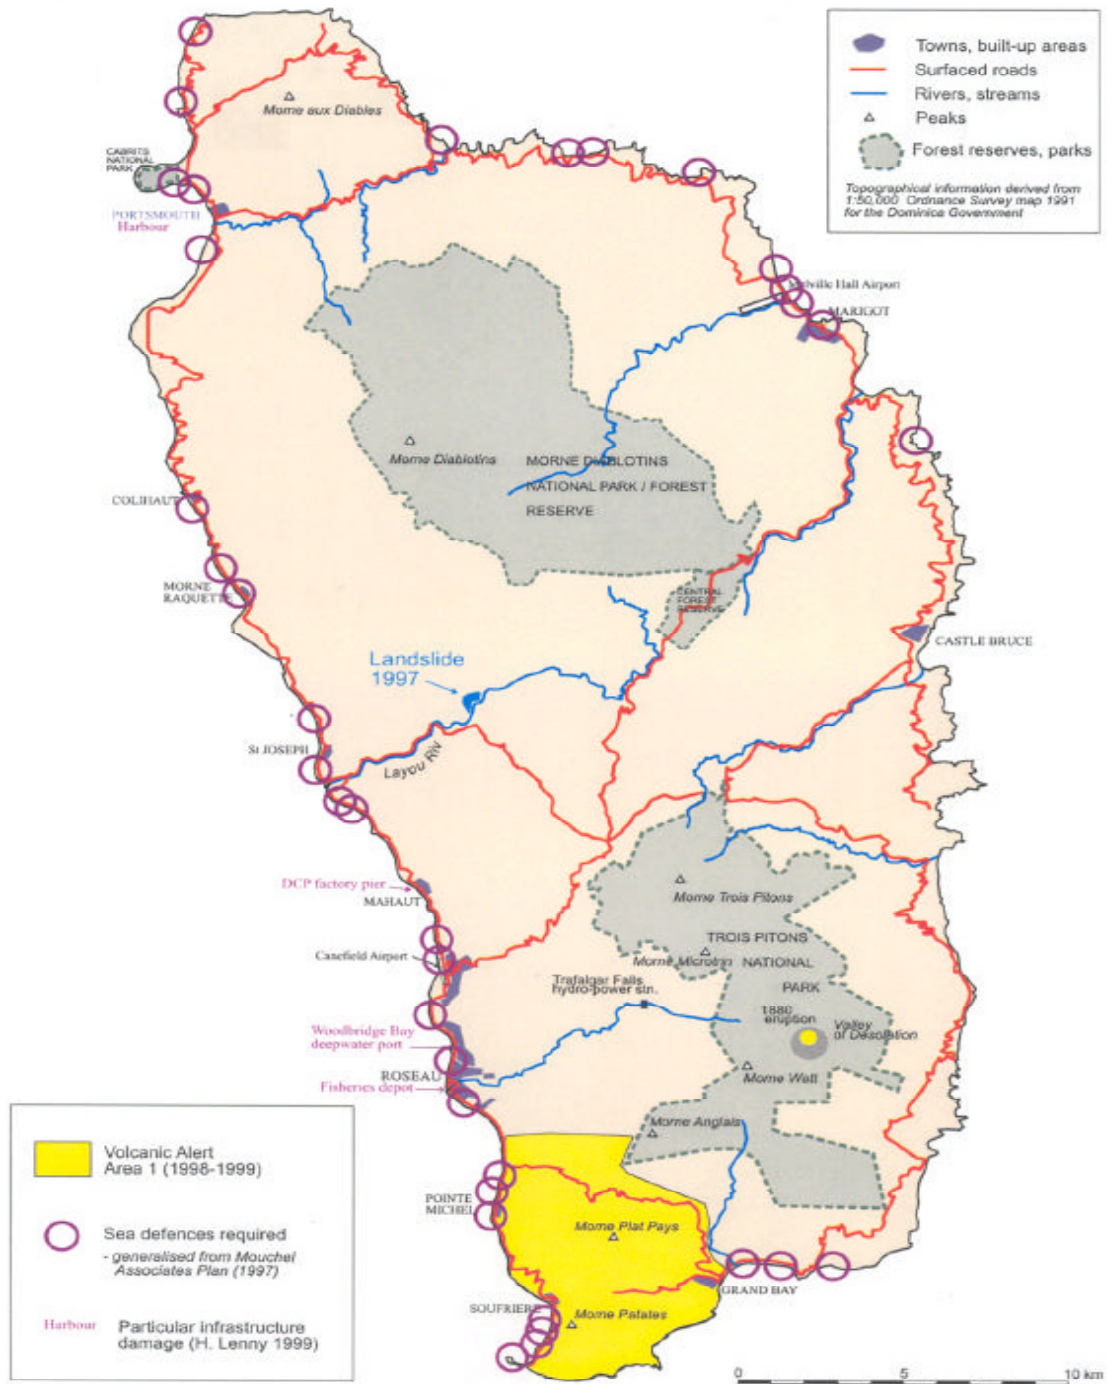 Towns, built-up areas
Surfaced roads
Rivers, streams
Peaks
Forest reserves, parks
Topographical information derived from
1:50,000 Ordnance Survey map 1991
for the Dominica Government
Morne aux Diables
CABRITS
NATIONAL
PARK
PORTSMOUTH
Harbour
Melville Hall Airport
MARIGOT
Morne Diablotins
MORNE DIABLOTINS
NATIONAL PARK / FOREST
RESERVE
COLIHAUT
MORNE
RAQUETTE
CENTRAL
FOREST
RESERVE
CASTLE BRUCE
Landslide
1997
St JOSEPH
Layou Riv
DCP factory pier
MAHAUT
Morne Trois Pitons
TROIS PITONS
NATIONAL
PARK
Canefield Airport
Morne Microtrin
Trafalgar Falls
hydro-power stn.
1880
eruption
Valley
of Desolation
Woodbridge Bay
deepwater port
ROSEAU
Fisheries depot
Morne Watt
Morne Anglais
Volcanic Alert
Area 1 (1998-1999)
Sea defences required
- generalised from Mouchel
Associates Plan (1997)
Harbour
Particular infrastructure
damage (H. Lenny 1999)
POINTE
MICHEL
Morne Plat Pays
GRAND BAY
SOUFRIERE
Morne Patates
0 5 10 km